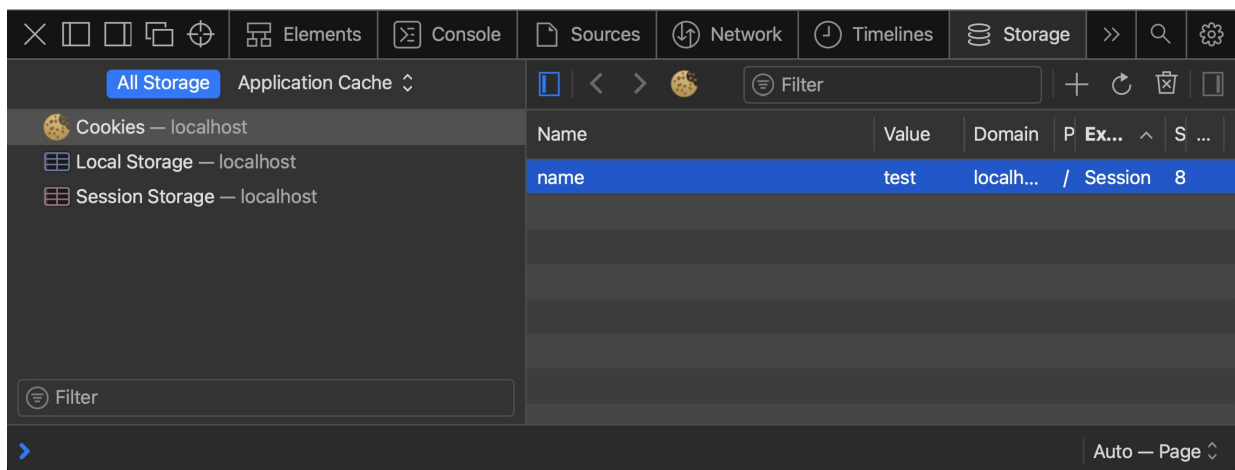 Elements Console Sources Network Timelines Storage
All Storage Application Cache Filter
Cookies — localhost
Local Storage — localhost
Session Storage — localhost
Name Value Domain P Ex... S ...
name test localh... / Session 8
Filter
Auto — Page